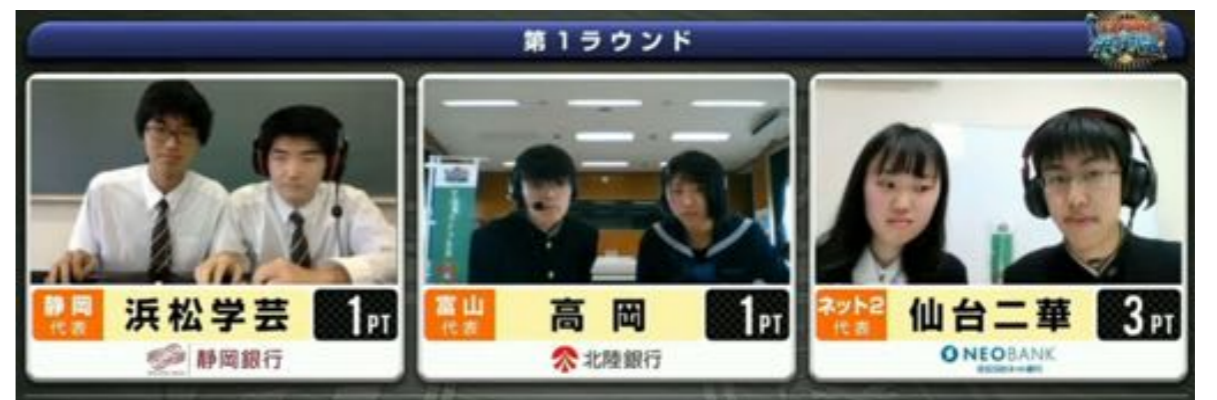 第1ラウンド
静岡
代表
浜松学芸
1PT
静岡銀行
富山
代表
高岡
1PT
北陸銀行
ネット2
代表
仙台二華
3PT
NEOBANK